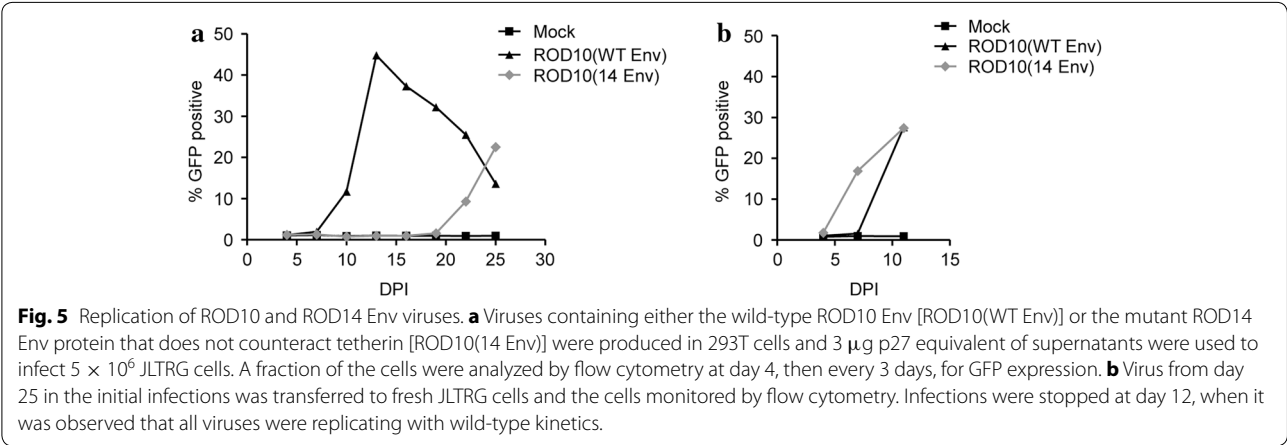 a
50
40
30
20
10
0
% GFP positive
0 5 10 15 20 25 30
DPI
Mock
ROD10(WT Env)
ROD10(14 Env)
b
50
40
30
20
10
0
% GFP positive
0 5 10 15
DPI
Mock
ROD10(WT Env)
ROD10(14 Env)
Fig. 5 Replication of ROD10 and ROD14 Env viruses. a Viruses containing either the wild-type ROD10 Env [ROD10(WT Env)] or the mutant ROD14
Env protein that does not counteract tetherin [ROD10(14 Env)] were produced in 293T cells and 3 μg p27 equivalent of supernatants were used to
infect 5 × 10⁶ JLTRG cells. A fraction of the cells were analyzed by flow cytometry at day 4, then every 3 days, for GFP expression. b Virus from day
25 in the initial infections was transferred to fresh JLTRG cells and the cells monitored by flow cytometry. Infections were stopped at day 12, when it
was observed that all viruses were replicating with wild-type kinetics.